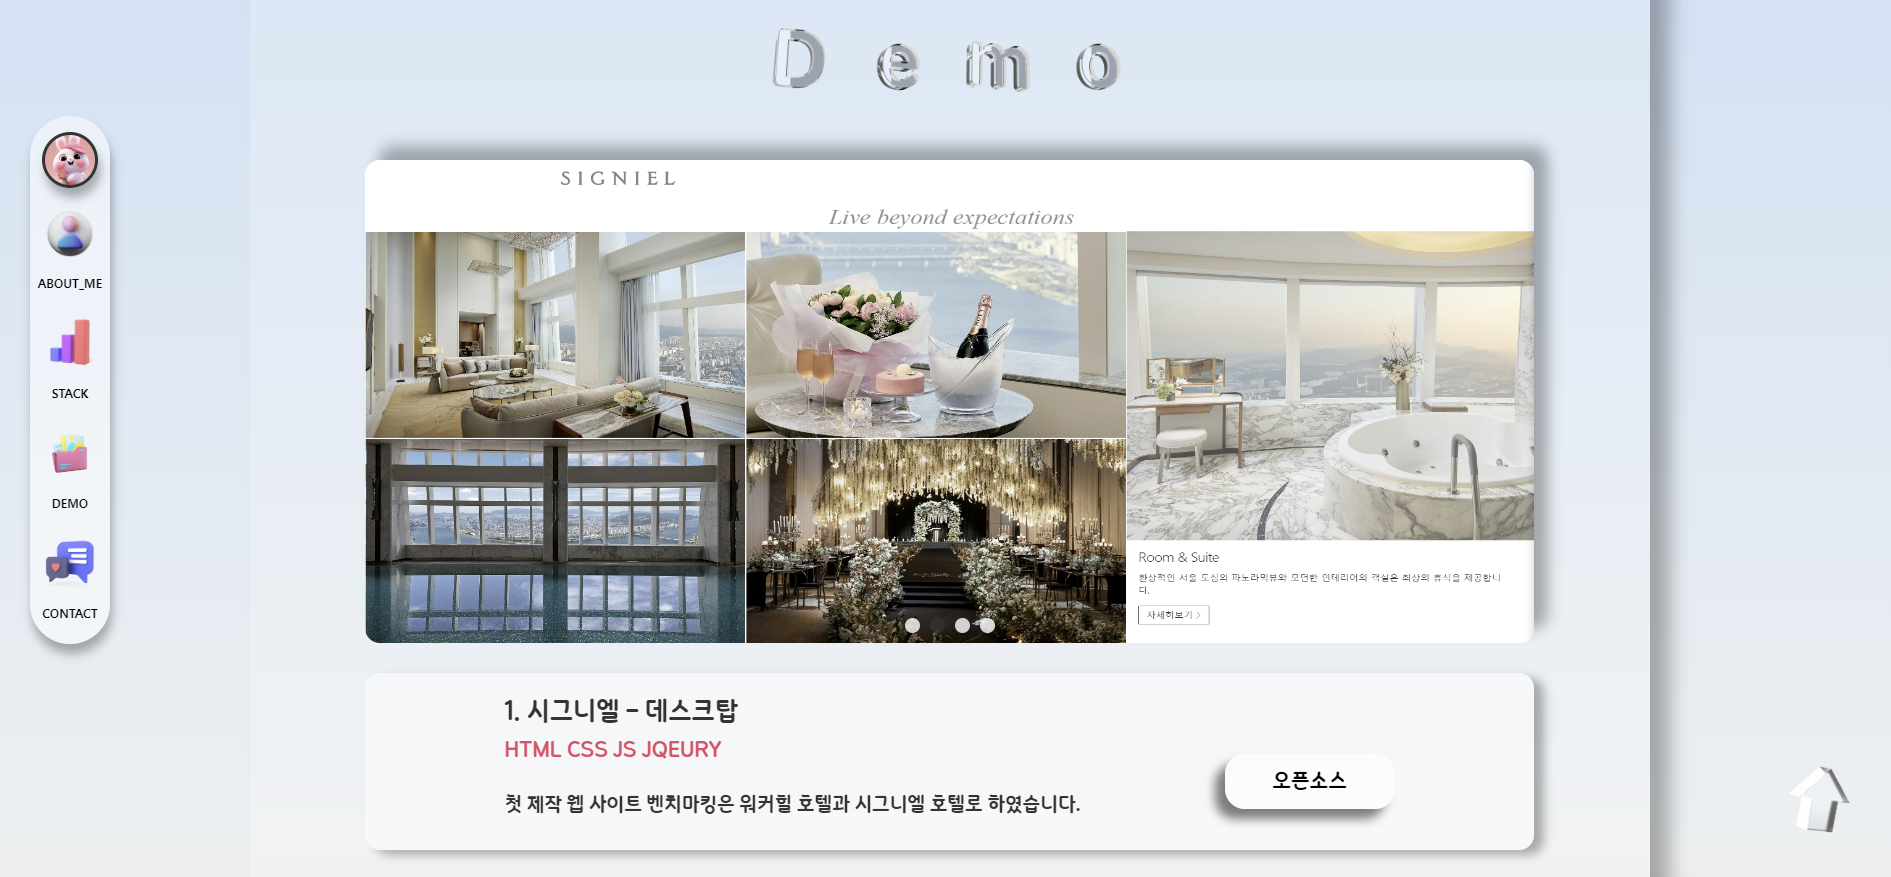 Demo
SIGNIEL
Live beyond expectations
ABOUT_ME
STACK
DEMO
CONTACT
Room & Suite
환상적인 서울 도심의 파노라믹뷰와 모던한 인테리어의 객실은 최상의 휴식을 제공합니
다.
자세히보기 >
1. 시그니엘 - 데스크탑
HTML CSS JS JQEURY
첫 제작 웹 사이트 벤치마킹은 워커힐 호텔과 시그니엘 호텔로 하였습니다.
오픈소스